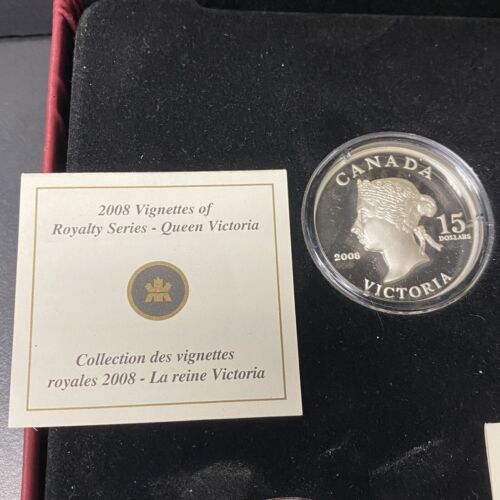 2008 Vignettes of
Royalty Series - Queen Victoria
Collection des vignettes
royales 2008 - La reine Victoria
CANADA
15
DOLLARS
2008
VICTORIA